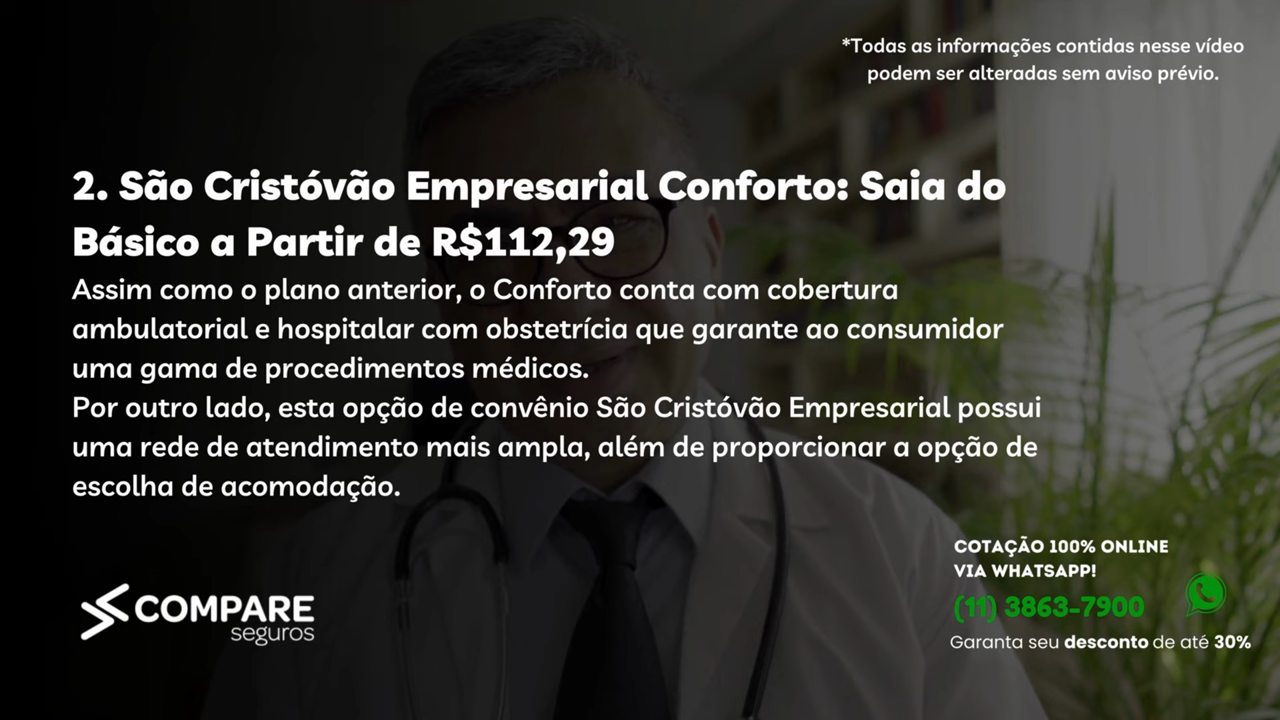 *Todas as informações contidas nesse vídeo
podem ser alteradas sem aviso prévio.
2. São Cristóvão Empresarial Conforto: Saia do
Básico a Partir de R$112,29
Assim como o plano anterior, o Conforto conta com cobertura
ambulatorial e hospitalar com obstetrícia que garante ao consumidor
uma gama de procedimentos médicos.
Por outro lado, esta opção de convênio São Cristóvão Empresarial possui
uma rede de atendimento mais ampla, além de proporcionar a opção de
escolha de acomodação.
COMPARE
seguros
COTAÇÃO 100% ONLINE
VIA WHATSAPP!
(11) 3863-7900
Garanta seu desconto de até 30%